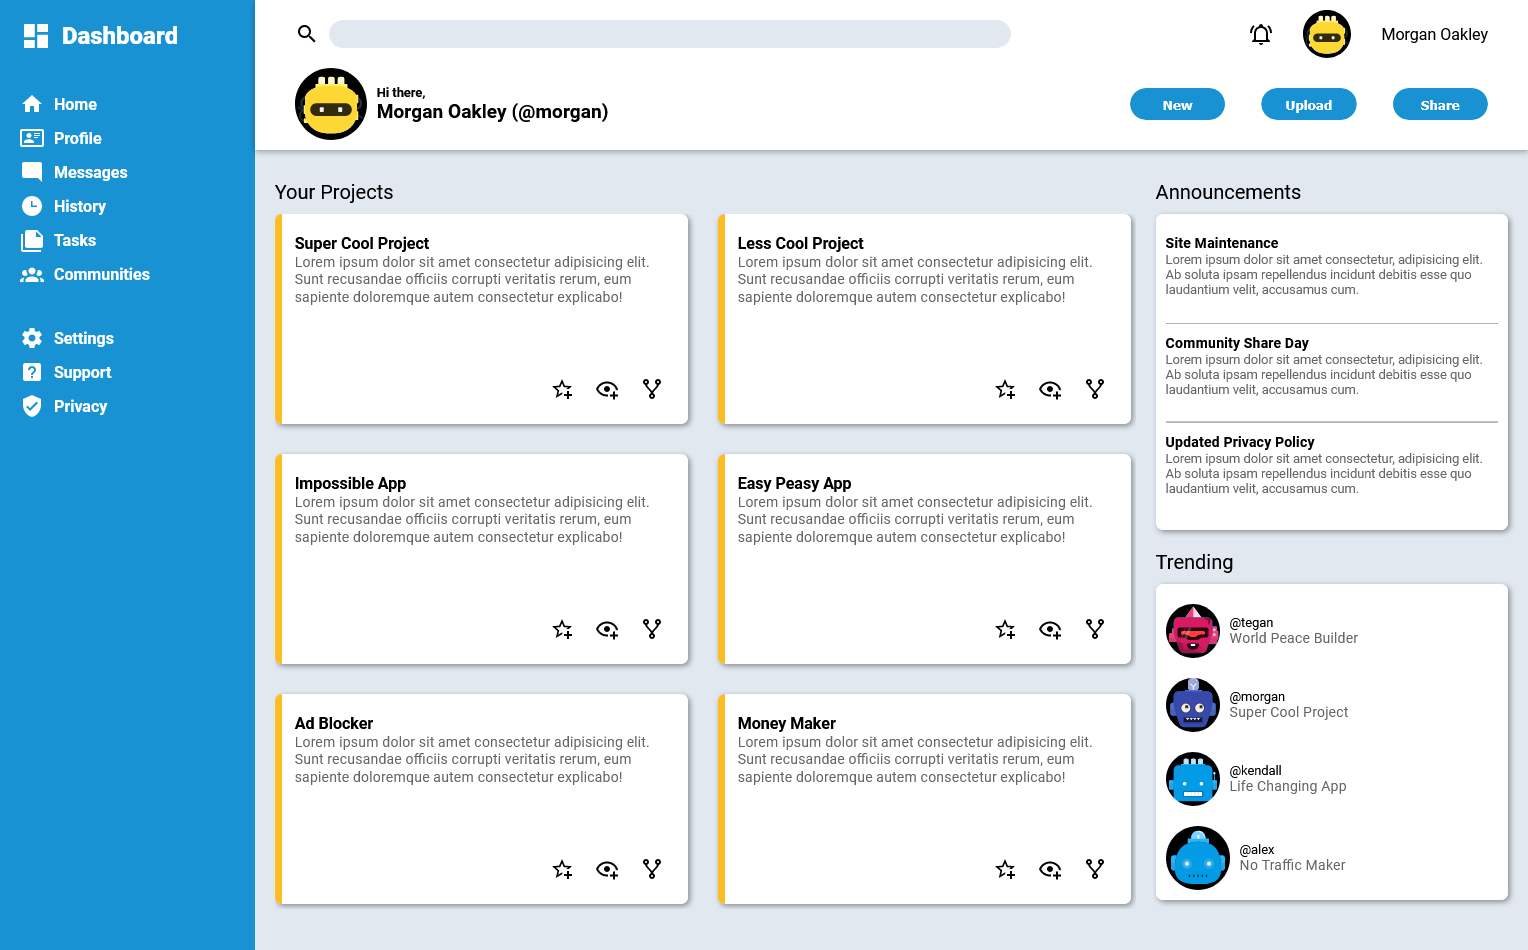 Dashboard
Home
Profile
Messages
History
Tasks
Communities
Settings
Support
Privacy
Morgan Oakley
Hi there,
Morgan Oakley (@morgan)
New
Upload
Share
Your Projects
Super Cool Project
Lorem ipsum dolor sit amet consectetur adipisicing elit.
Sunt recusandae officiis corrupti veritatis rerum, eum
sapiente doloremque autem consectetur explicabo!
Less Cool Project
Lorem ipsum dolor sit amet consectetur adipisicing elit.
Sunt recusandae officiis corrupti veritatis rerum, eum
sapiente doloremque autem consectetur explicabo!
Impossible App
Lorem ipsum dolor sit amet consectetur adipisicing elit.
Sunt recusandae officiis corrupti veritatis rerum, eum
sapiente doloremque autem consectetur explicabo!
Easy Peasy App
Lorem ipsum dolor sit amet consectetur adipisicing elit.
Sunt recusandae officiis corrupti veritatis rerum, eum
sapiente doloremque autem consectetur explicabo!
Ad Blocker
Lorem ipsum dolor sit amet consectetur adipisicing elit.
Sunt recusandae officiis corrupti veritatis rerum, eum
sapiente doloremque autem consectetur explicabo!
Money Maker
Lorem ipsum dolor sit amet consectetur adipisicing elit.
Sunt recusandae officiis corrupti veritatis rerum, eum
sapiente doloremque autem consectetur explicabo!
Announcements
Site Maintenance
Lorem ipsum dolor sit amet consectetur, adipisicing elit.
Ab soluta ipsam repellendus incidunt debitis esse quo
laudantium velit, accusamus cum.
Community Share Day
Lorem ipsum dolor sit amet consectetur, adipisicing elit.
Ab soluta ipsam repellendus incidunt debitis esse quo
laudantium velit, accusamus cum.
Updated Privacy Policy
Lorem ipsum dolor sit amet consectetur, adipisicing elit.
Ab soluta ipsam repellendus incidunt debitis esse quo
laudantium velit, accusamus cum.
Trending
@tegan
World Peace Builder
@morgan
Super Cool Project
@kendall
Life Changing App
@alex
No Traffic Maker